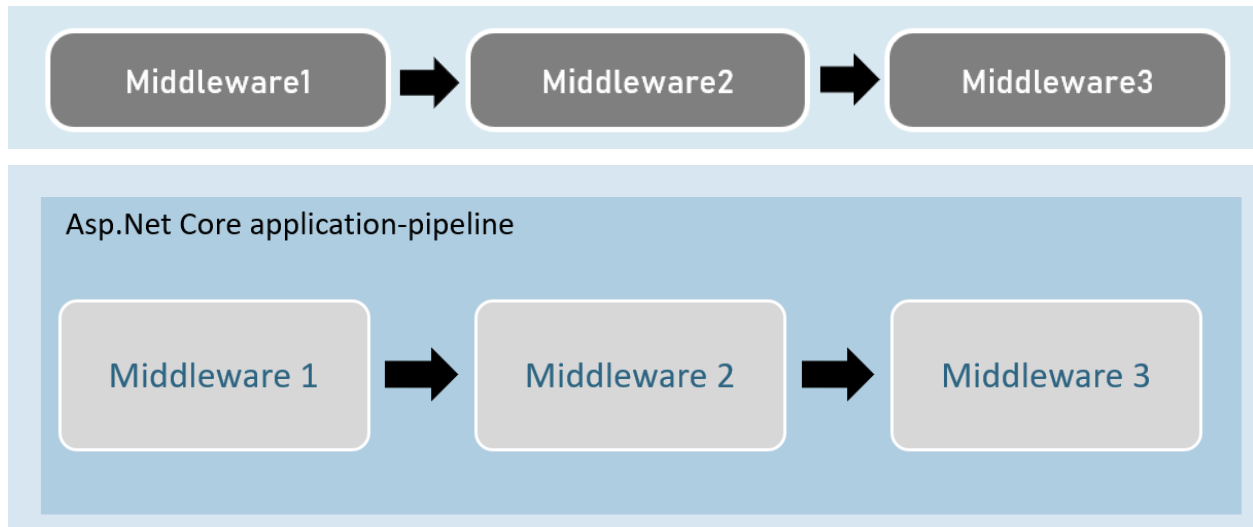 Middleware1
Middleware2
Middleware3
Asp.Net Core application-pipeline
Middleware 1
Middleware 2
Middleware 3